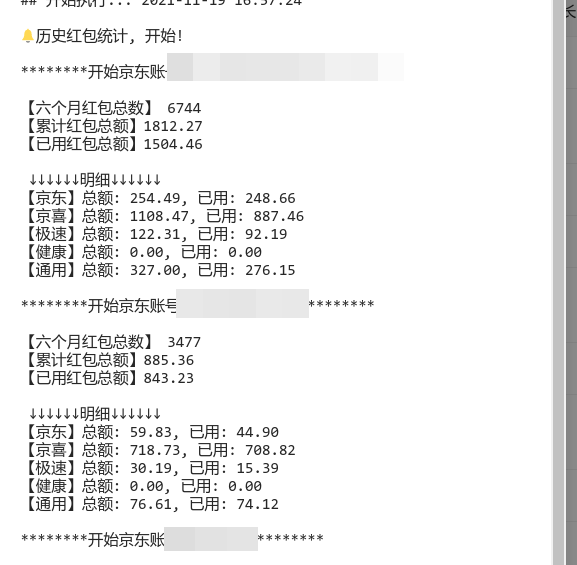 ## 开始执行... 2021-11-19 16:57:24
🔔历史红包统计, 开始!
********开始京东账
【六个月红包总数】 6744
【累计红包总额】1812.27
【已用红包总额】1504.46
↓↓↓↓↓↓明细↓↓↓↓↓↓
【京东】总额: 254.49, 已用: 248.66
【京喜】总额: 1108.47, 已用: 887.46
【极速】总额: 122.31, 已用: 92.19
【健康】总额: 0.00, 已用: 0.00
【通用】总额: 327.00, 已用: 276.15
********开始京东账号********
【六个月红包总数】 3477
【累计红包总额】885.36
【已用红包总额】843.23
↓↓↓↓↓↓明细↓↓↓↓↓↓
【京东】总额: 59.83, 已用: 44.90
【京喜】总额: 718.73, 已用: 708.82
【极速】总额: 30.19, 已用: 15.39
【健康】总额: 0.00, 已用: 0.00
【通用】总额: 76.61, 已用: 74.12
********开始京东账********
长